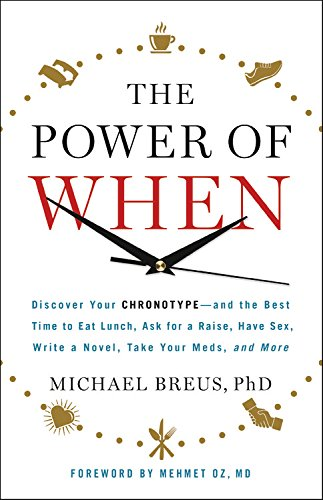 THE
POWER OF
WHEN
Discover Your CHRONOTYPE—and the Best
Time to Eat Lunch, Ask for a Raise, Have Sex,
Write a Novel, Take Your Meds, and More
MICHAEL BREUS, PhD
FOREWORD BY MEHMET OZ, MD